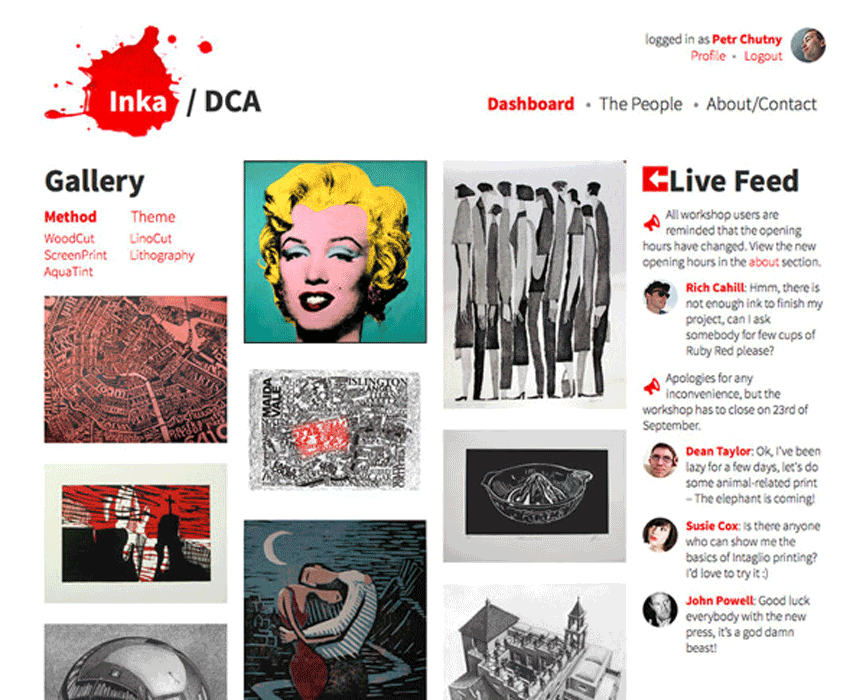 logged in as Petr Chutny
Profile • Logout
Inka / DCA
Dashboard • The People • About/Contact
Gallery
Method Theme
WoodCut LinoCut
ScreenPrint Lithography
AquaTint
MAIDA
VALE
ISLINGTON
Live Feed
All workshop users are
reminded that the opening
hours have changed. View the new
opening hours in the about section.
Rich Cahill: Hmm, there is
not enough ink to finish my
project, can I ask
somebody for few cups of
Ruby Red please?
Apologies for any
inconvenience, but the
workshop has to close on 23rd of
September.
Dean Taylor: Ok, I've been
lazy for a few days, let's do
some animal-related print
– The elephant is coming!
Susie Cox: Is there anyone
who can show me the
basics of Intaglio printing?
I'd love to try it :)
John Powell: Good luck
everybody with the new
press, it's a god damn
beast!